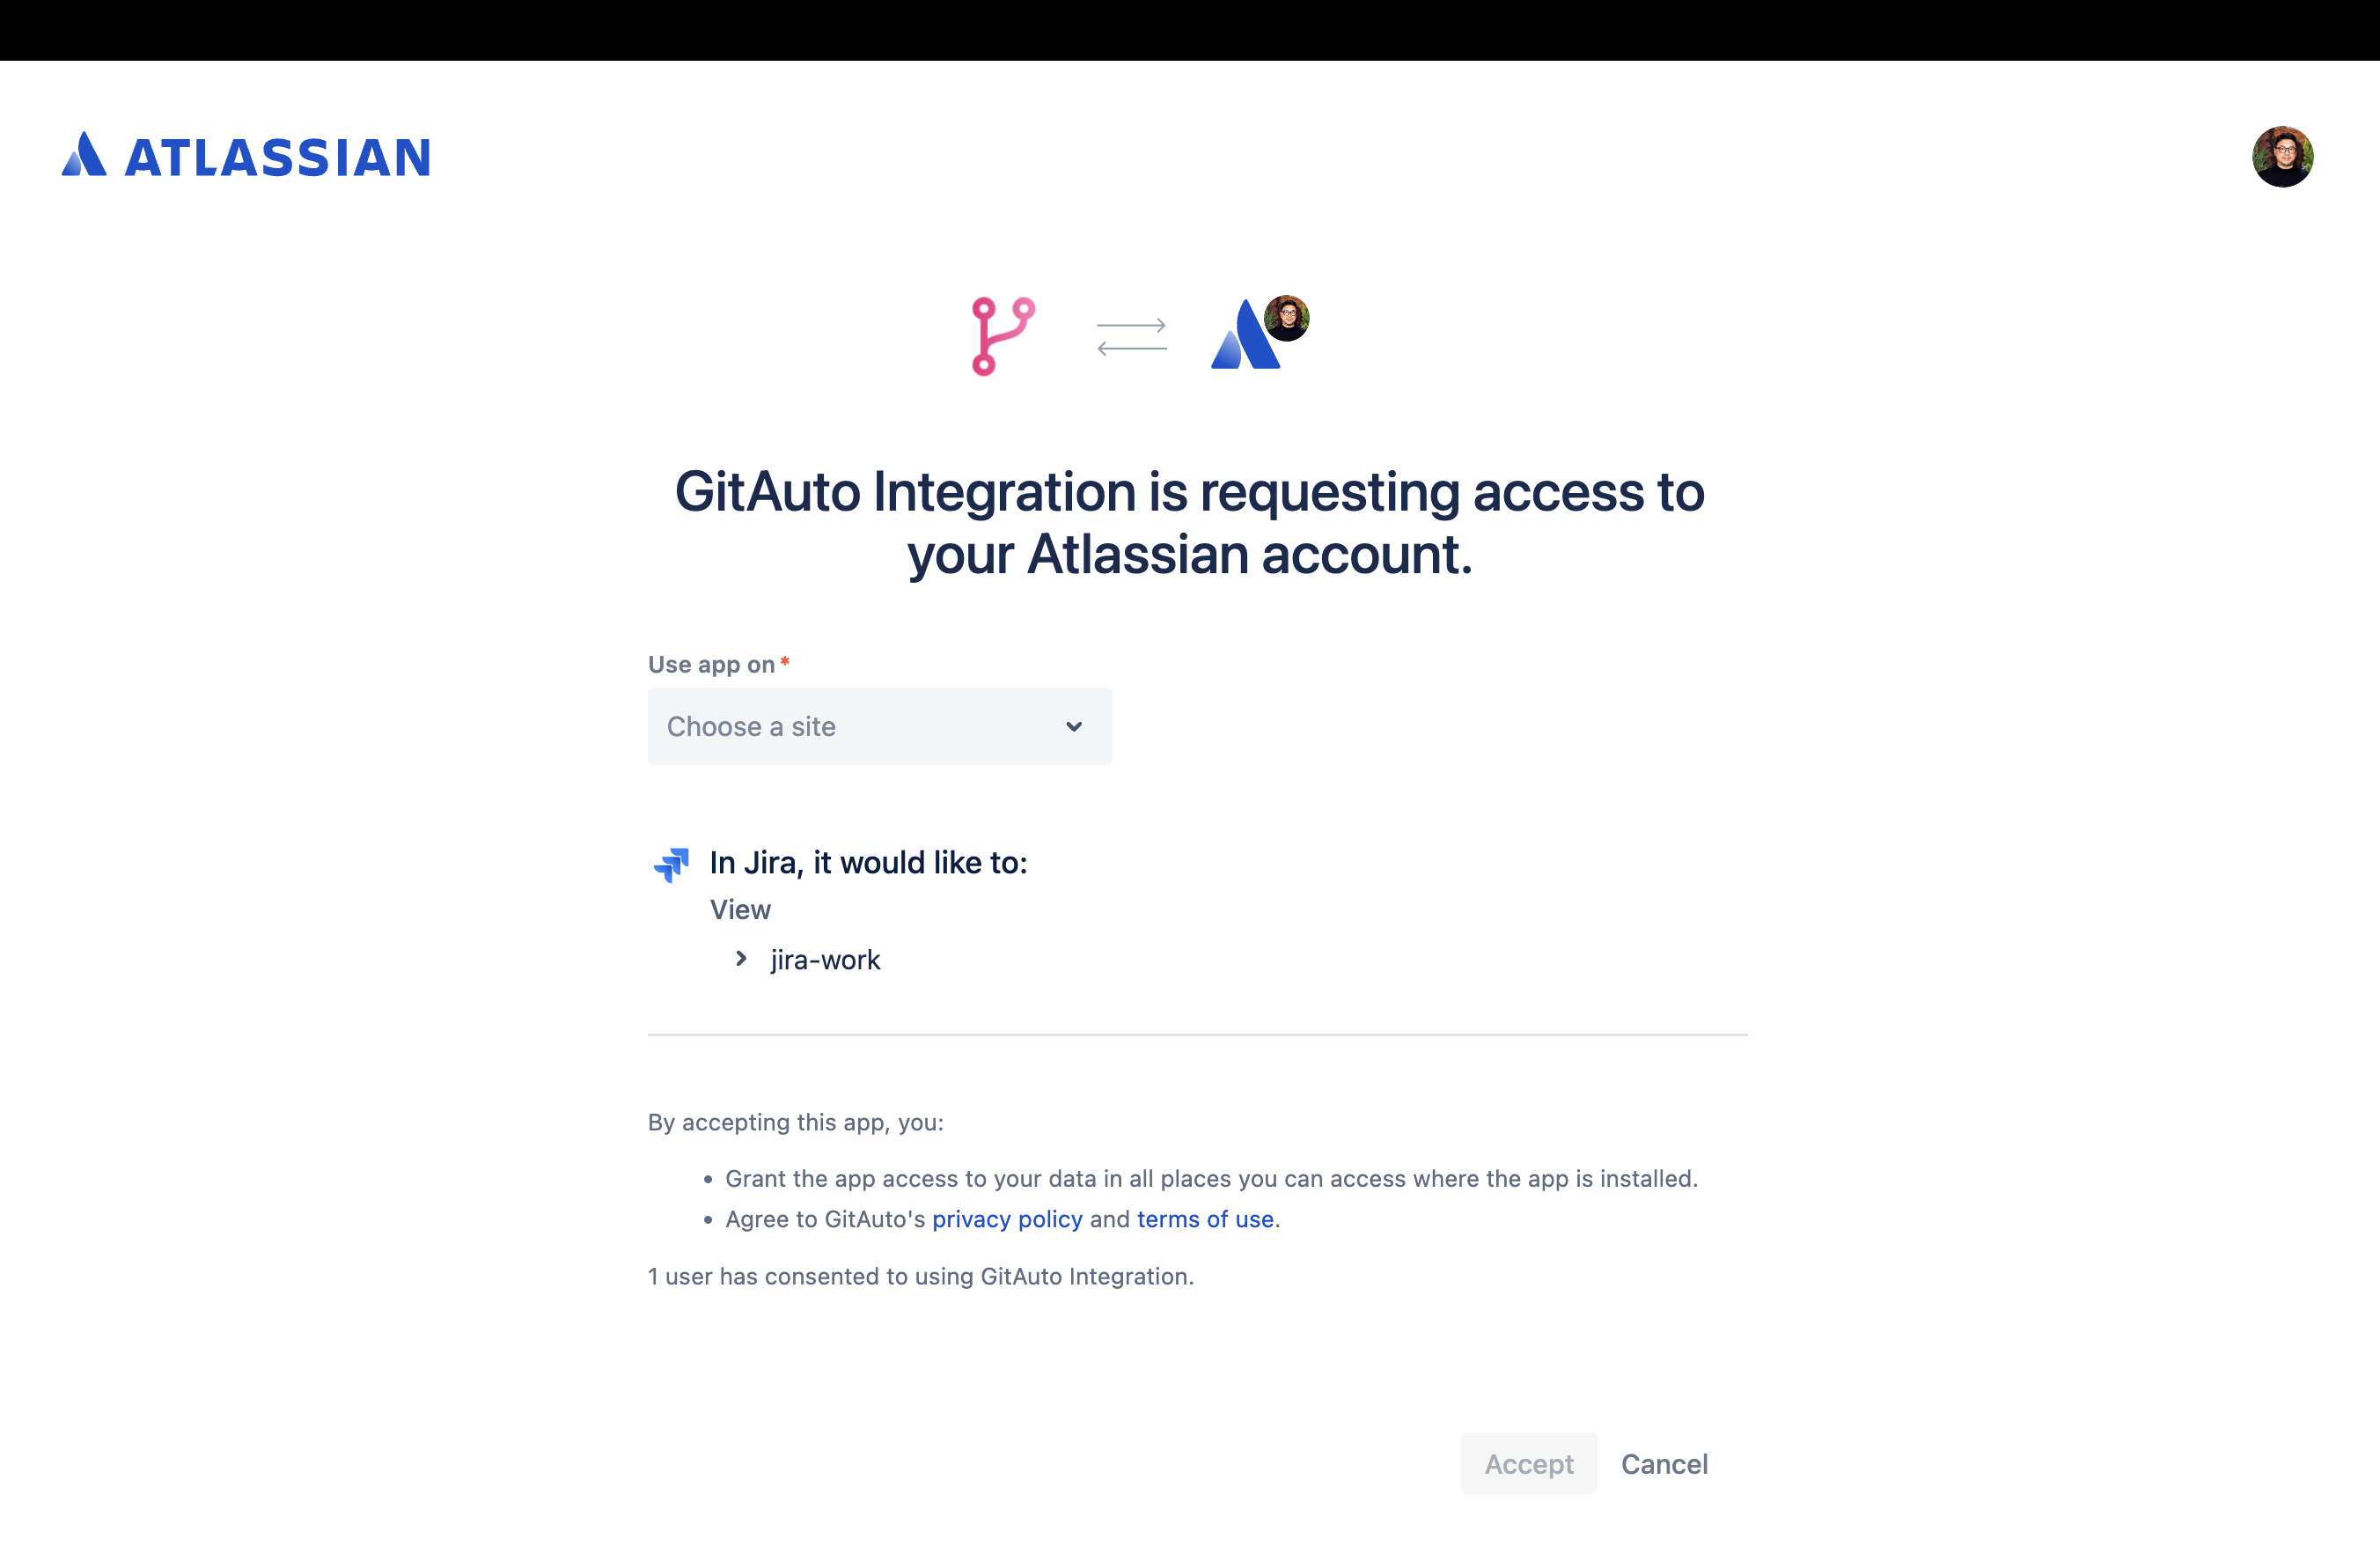 ATLASSIAN
GitAuto Integration is requesting access to
your Atlassian account.
Use app on *
Choose a site
In Jira, it would like to:
View
jira-work
By accepting this app, you:
• Grant the app access to your data in all places you can access where the app is installed.
• Agree to GitAuto's privacy policy and terms of use.
1 user has consented to using GitAuto Integration.
Accept Cancel